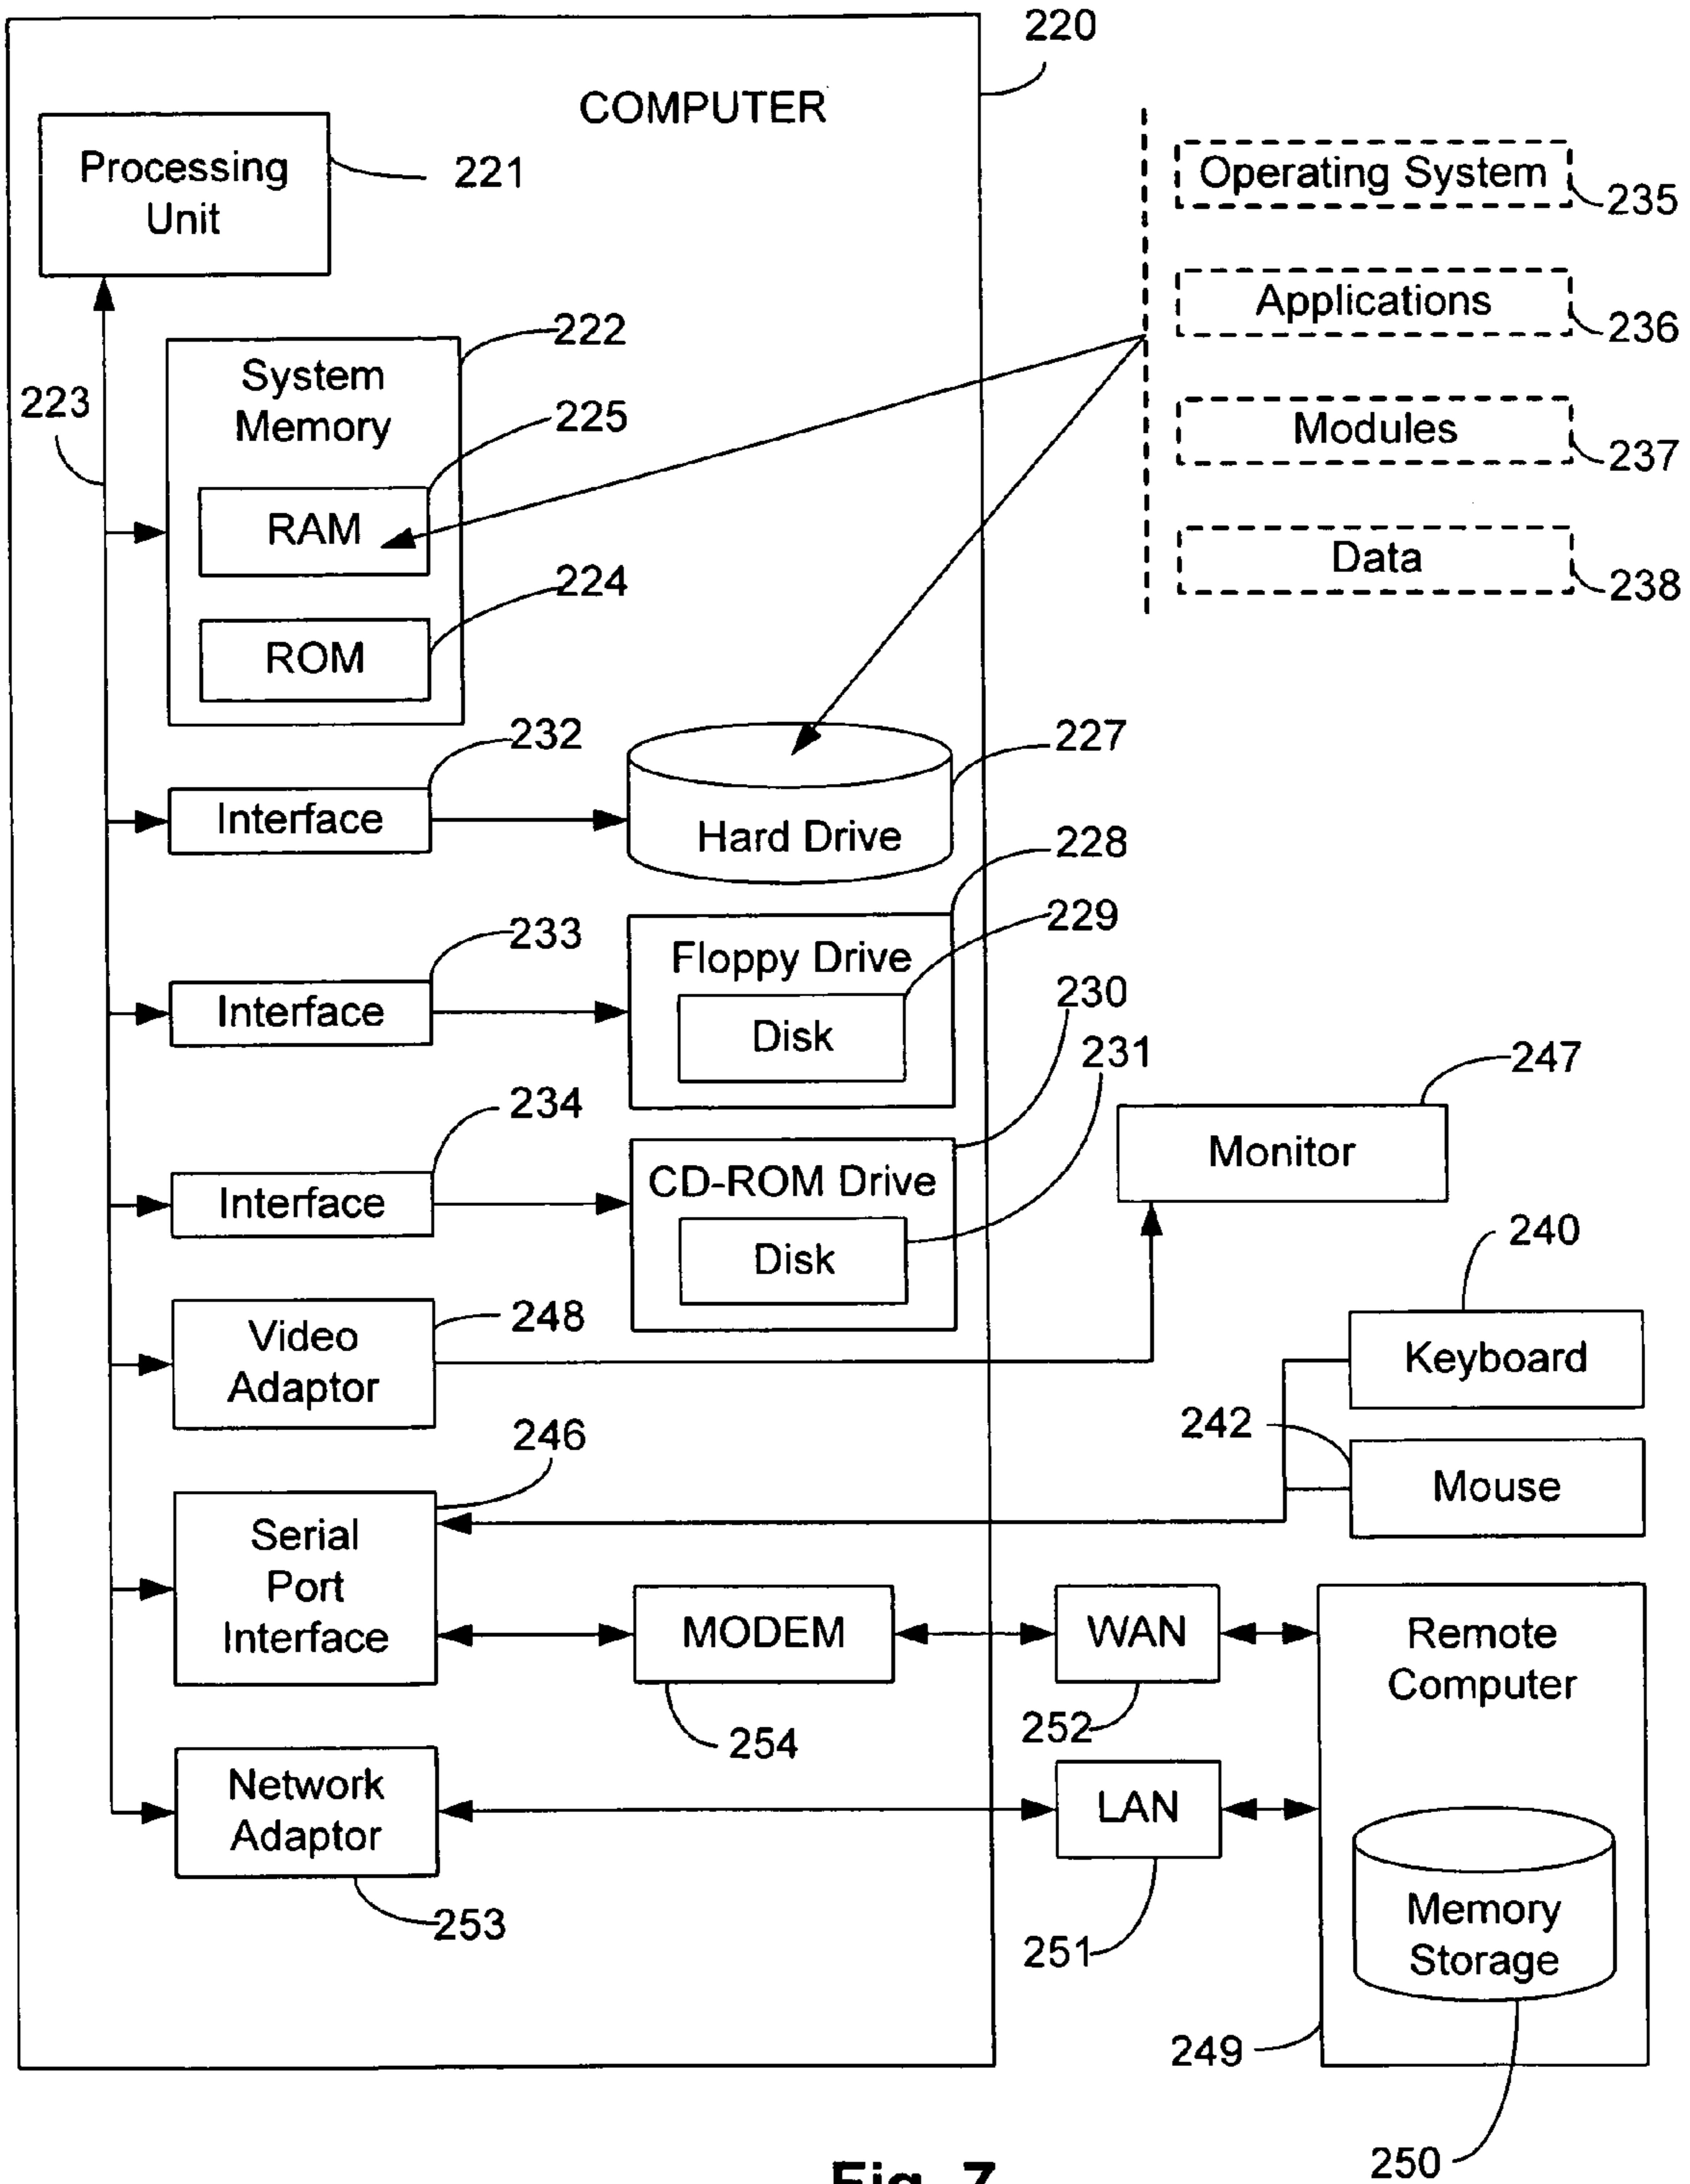 220
COMPUTER
Processing
Unit
221
Operating System
235
Applications
236
Modules
237
Data
238
222
System
Memory
223
225
RAM
224
ROM
232
Interface
227
Hard Drive
228
233
Interface
229
Floppy Drive
Disk
230
231
234
Interface
CD-ROM Drive
Disk
247
Monitor
240
Keyboard
248
Video
Adaptor
242
Mouse
246
Serial
Port
Interface
MODEM
254
WAN
252
Remote
Computer
Network
Adaptor
253
LAN
251
Memory
Storage
249
250
Fig. 7